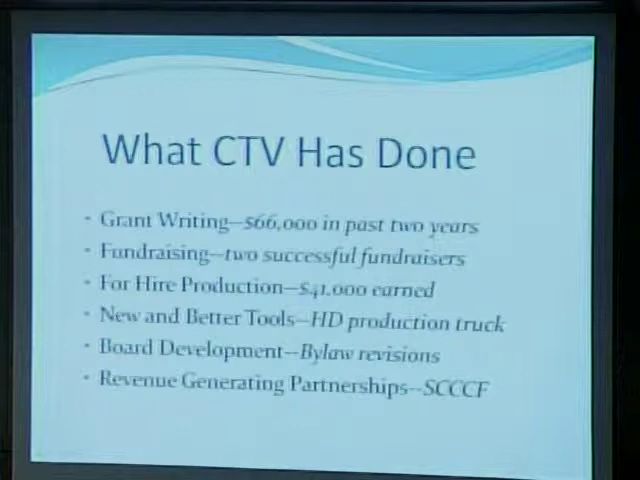 What CTV Has Done
• Grant Writing—$66,000 in past two years
• Fundraising—two successful fundraisers
• For Hire Production—$41,000 earned
• New and Better Tools—HD production truck
• Board Development—Bylaw revisions
• Revenue Generating Partnerships--SCCCF